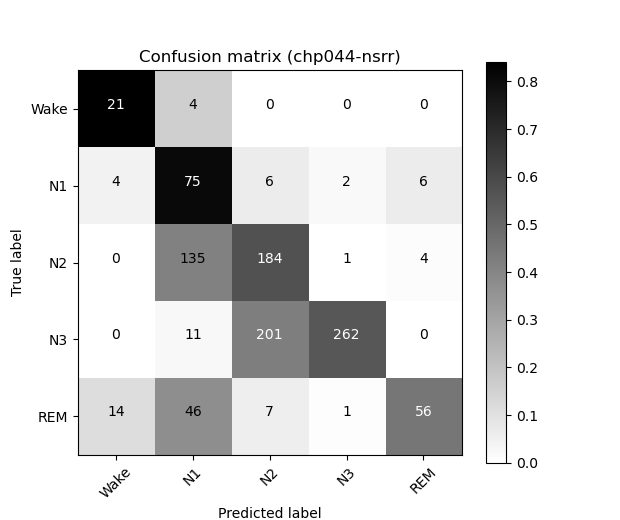 Confusion matrix (chp044-nsrr)
True label
Wake 21 4 0 0 0
N1 4 75 6 2 6
N2 0 135 184 1 4
N3 0 11 201 262 0
REM 14 46 7 1 56
Wake N1 N2 N3 REM
Predicted label
0.8
0.7
0.6
0.5
0.4
0.3
0.2
0.1
0.0